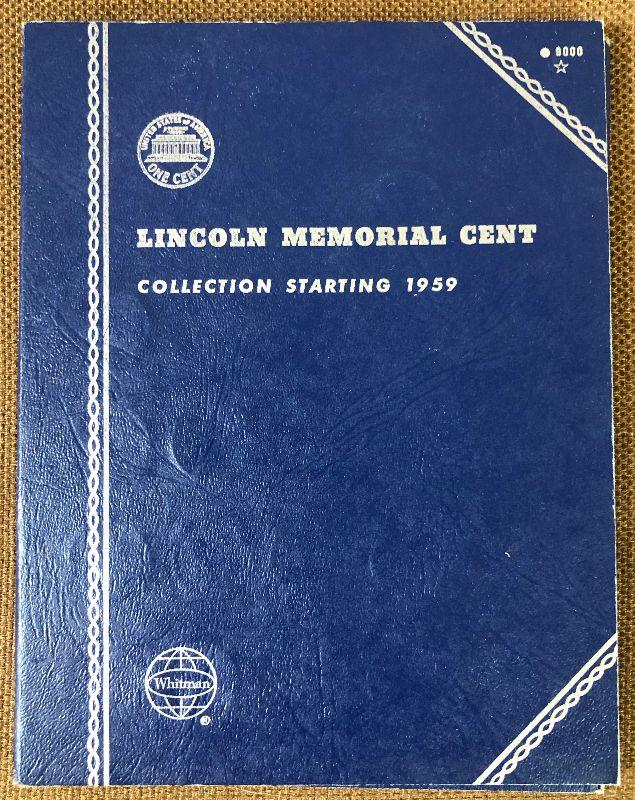 9000
UNITED STATES OF AMERICA
ONE CENT
LINCOLN MEMORIAL CENT
COLLECTION STARTING 1959
Whitman
®